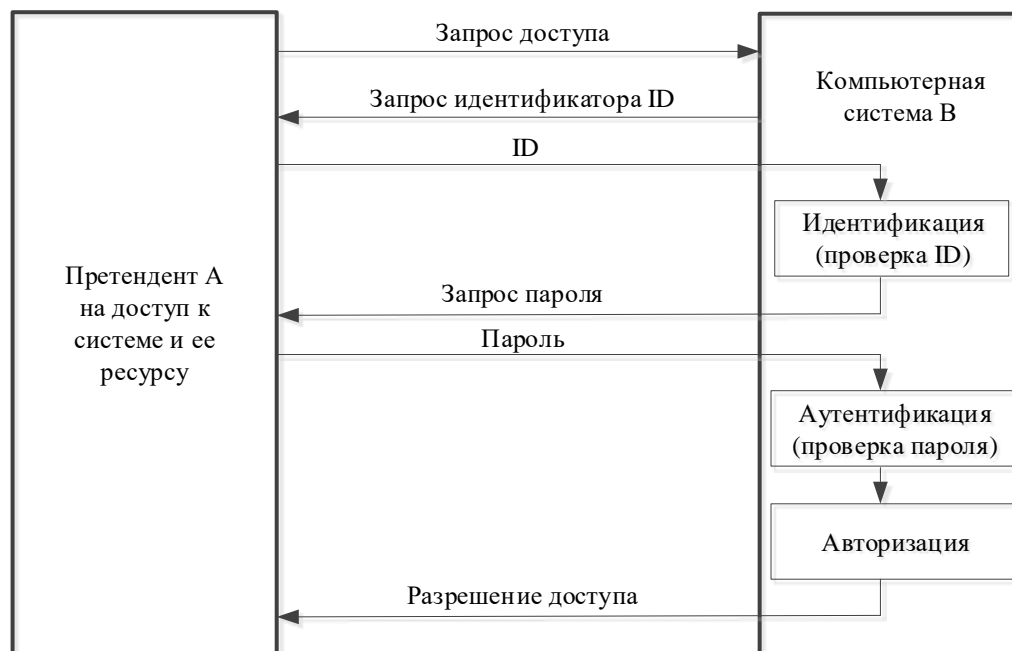 Запрос доступа
Компьютерная
система В
Запрос идентификатора ID
ID
Идентификация
(проверка ID)
Претендент А
на доступ к
системе и ее
ресурсу
Запрос пароля
Пароль
Аутентификация
(проверка пароля)
Авторизация
Разрешение доступа